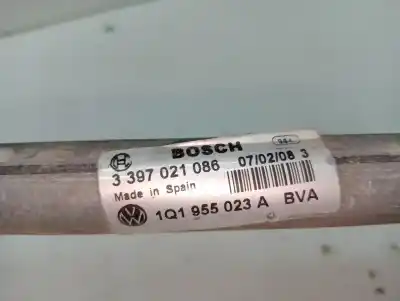 BOSCH
3 397 021 086 07/02/08 3
Made in Spain
1Q1 955 023 A BVA